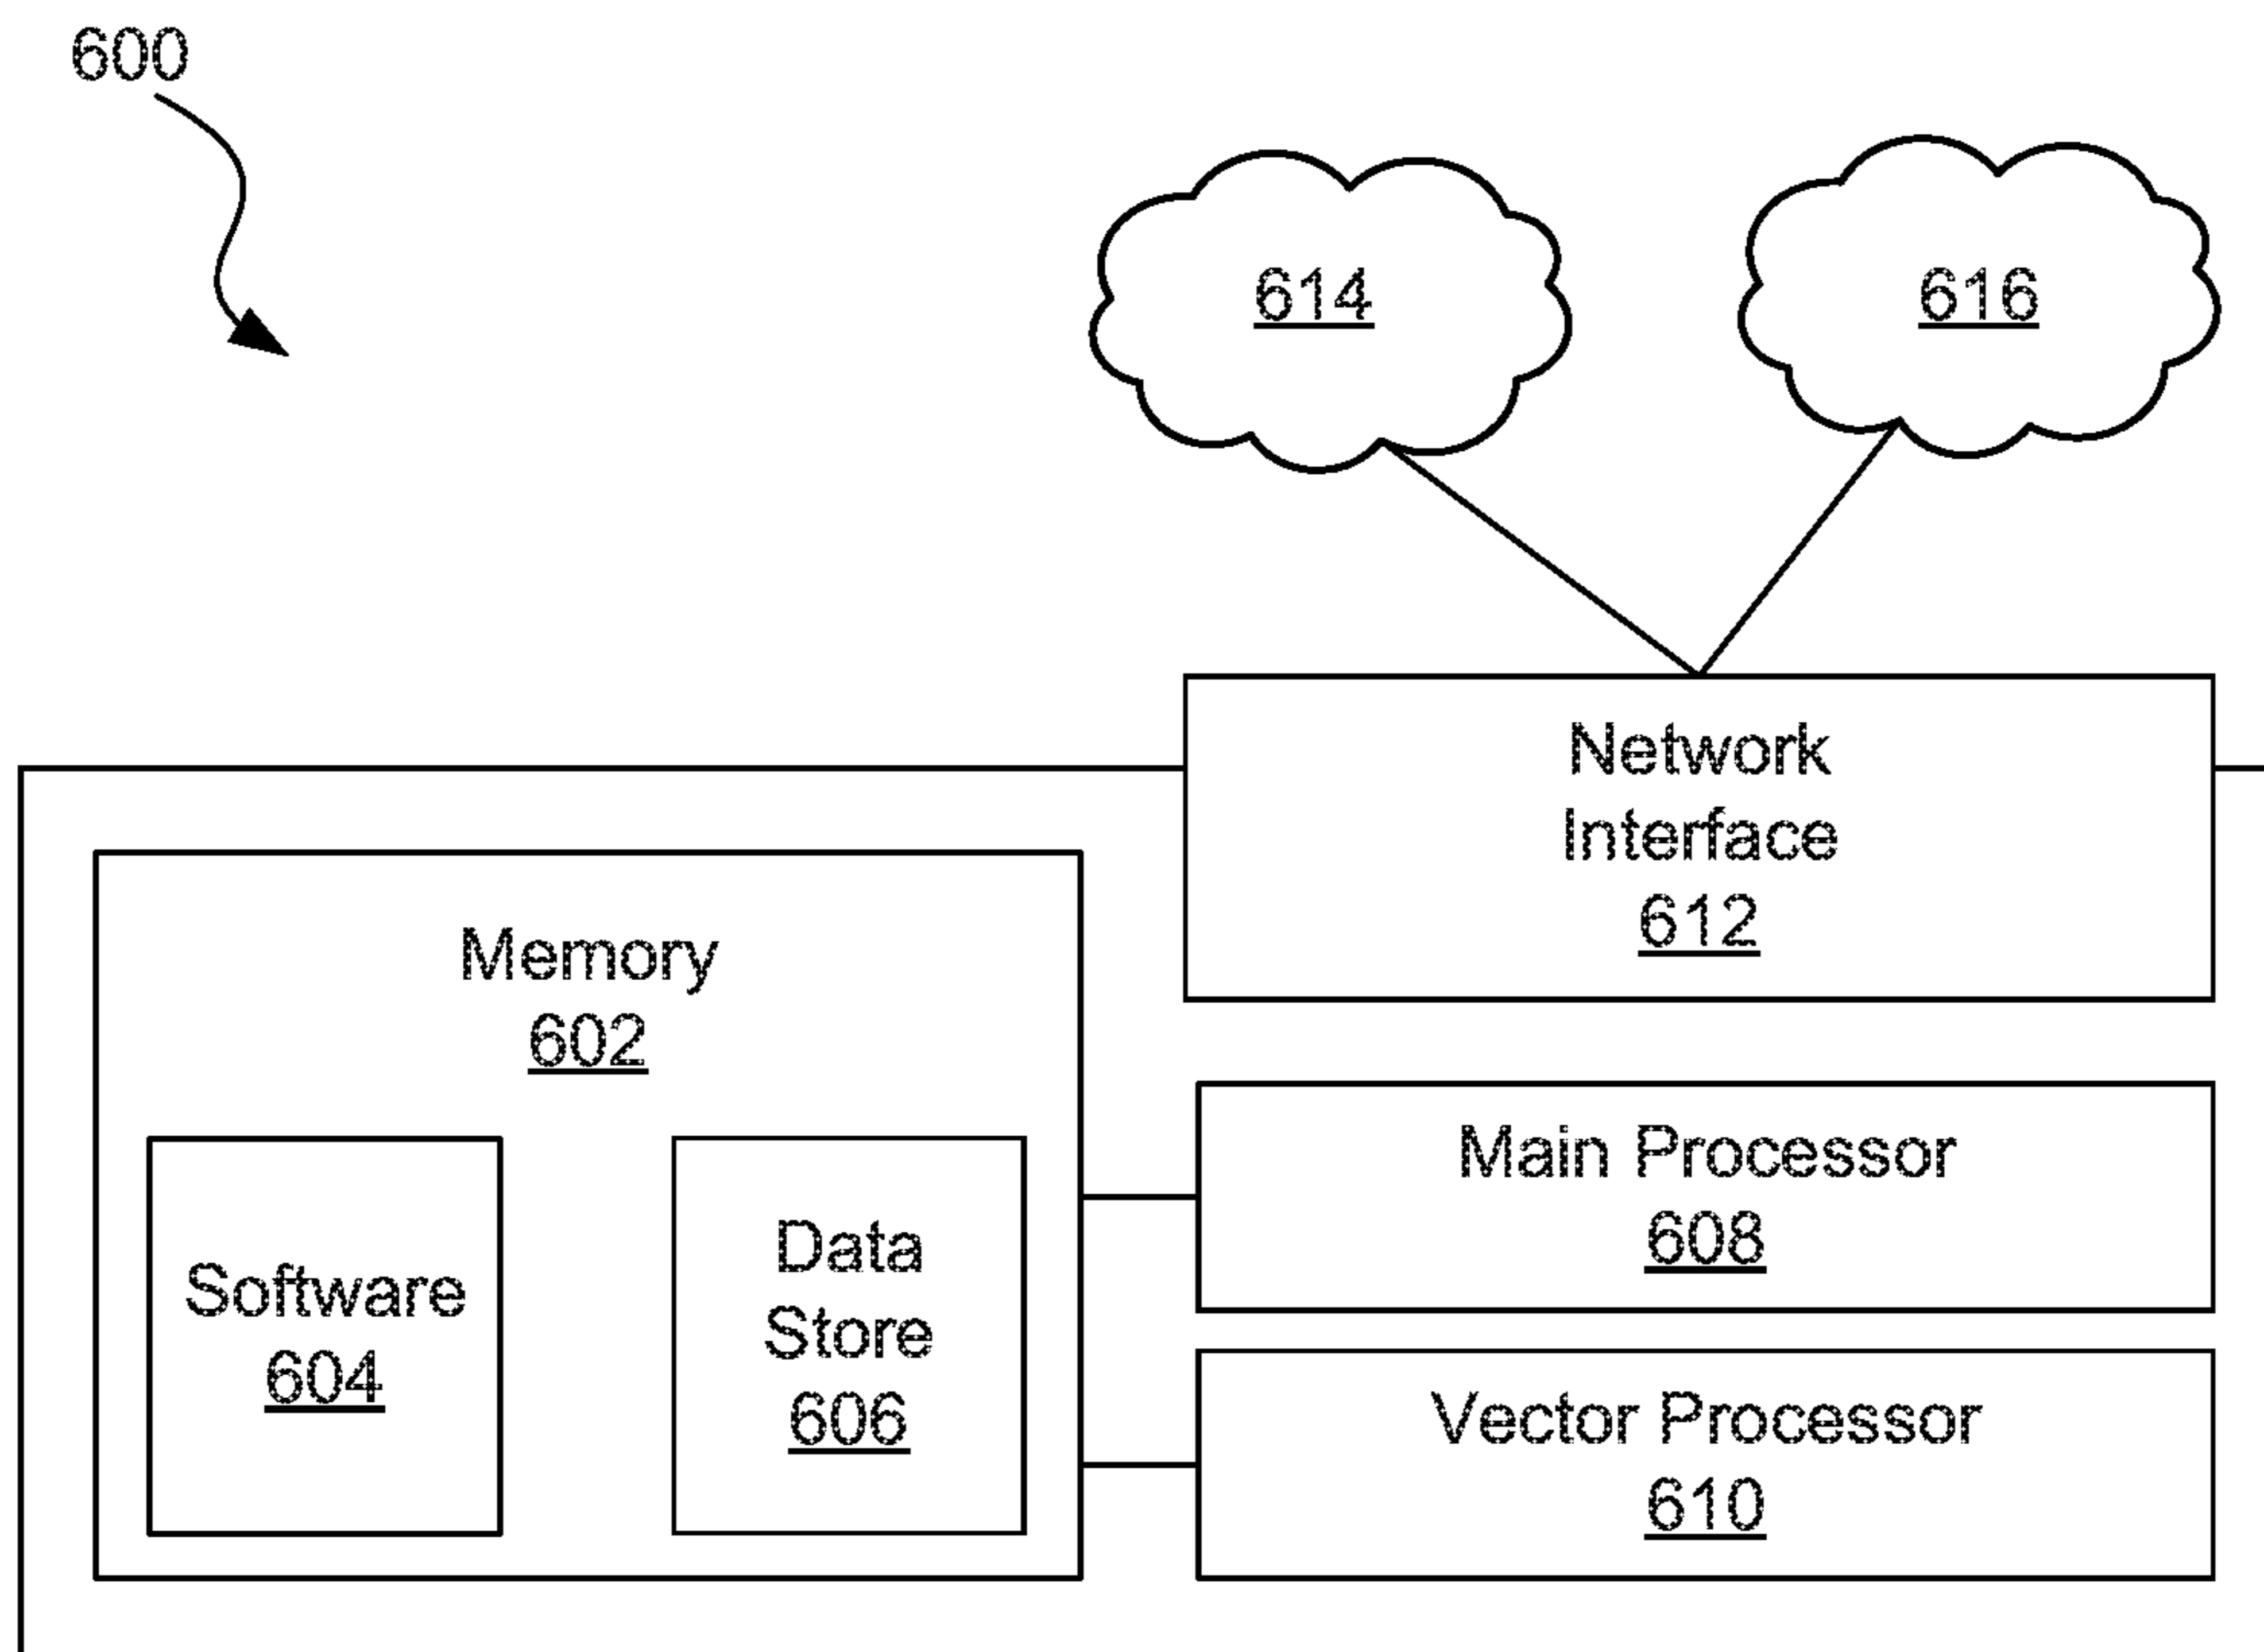 600
614
616
Network
Interface
612
Memory
602
Software
604
Data
Store
606
Main Processor
608
Vector Processor
610